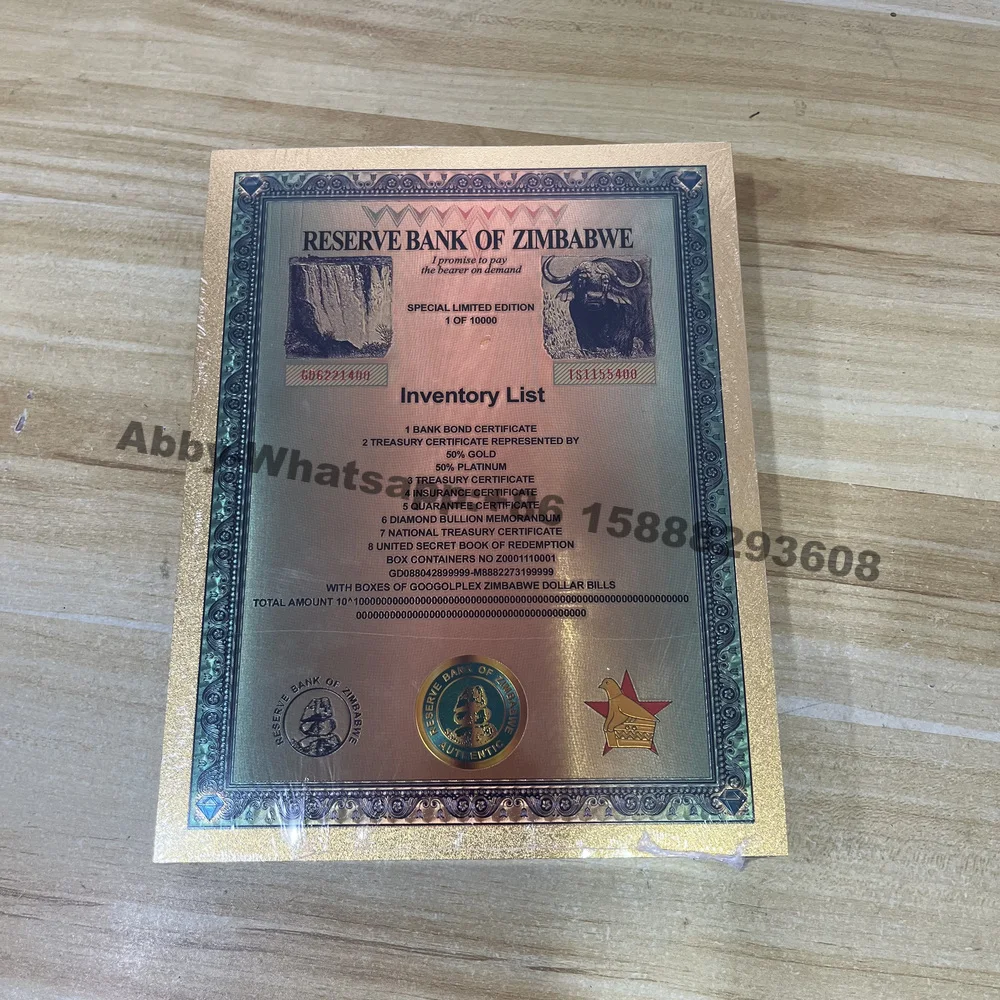 RESERVE BANK OF ZIMBABWE
I promise to pay
the bearer on demand
SPECIAL LIMITED EDITION
1 OF 10000
GD6221400
TS1155400
Inventory List
1 BANK BOND CERTIFICATE
2 TREASURY CERTIFICATE REPRESENTED BY
50% GOLD
50% PLATINUM
3 TREASURY CERTIFICATE
4 INSURANCE CERTIFICATE
5 QUARANTEE CERTIFICATE
6 DIAMOND BULLION MEMORANDUM
7 NATIONAL TREASURY CERTIFICATE
8 UNITED SECRET BOOK OF REDEMPTION
BOX CONTAINERS NO Z0001110001
GD088042899999-M8882273199999
WITH BOXES OF GOOGOLPLEX ZIMBABWE DOLLAR BILLS
TOTAL AMOUNT
Abby Whatsapp +86 15888293608
RESERVE BANK OF ZIMBABWE
RESERVE BANK OF ZIMBABWE
AUTHENTIC